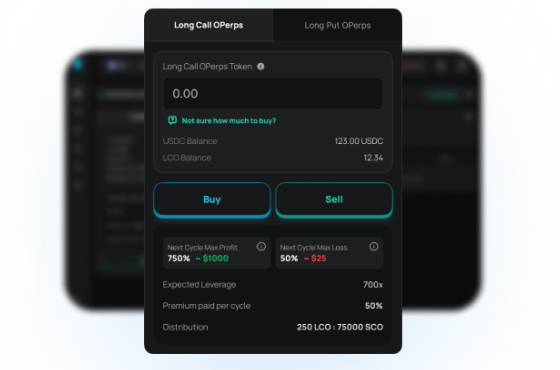 Long Call OPerps
Long Put OPerps
Long Call OPerps Token
0.00
Not sure how much to buy?
USDC Balance 123.00 USDC
LCO Balance 12.34
Buy
Sell
Next Cycle Max Profit
750% ~ $1000
Next Cycle Max Loss
50% ~ $25
Expected Leverage 700x
Premium paid per cycle 50%
Distribution 250 LCO : 75000 SCO